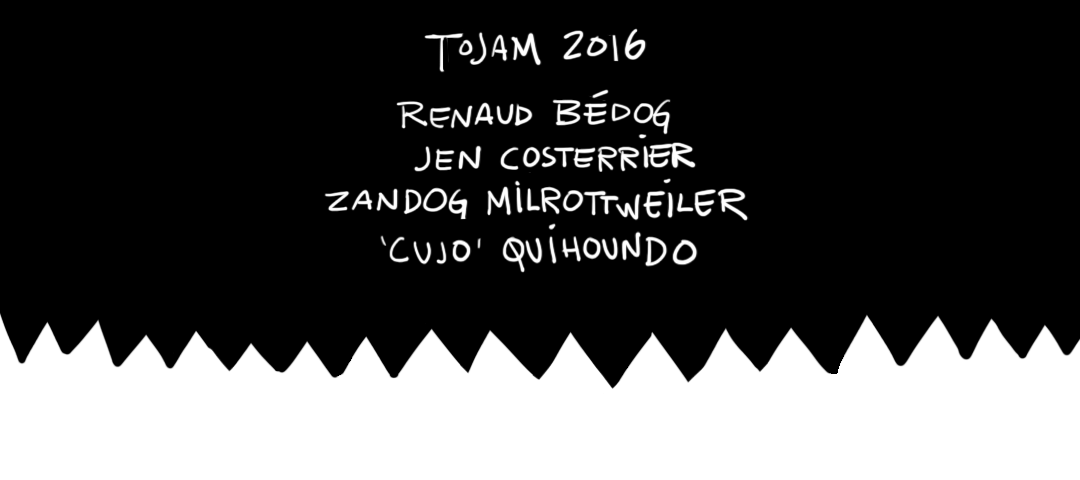 TOJAM 2016
RENAUD BÉDOG
JEN COSTERRIER
ZANDOG MILROTTWEILER
'CUJO' QUIHOUNDO